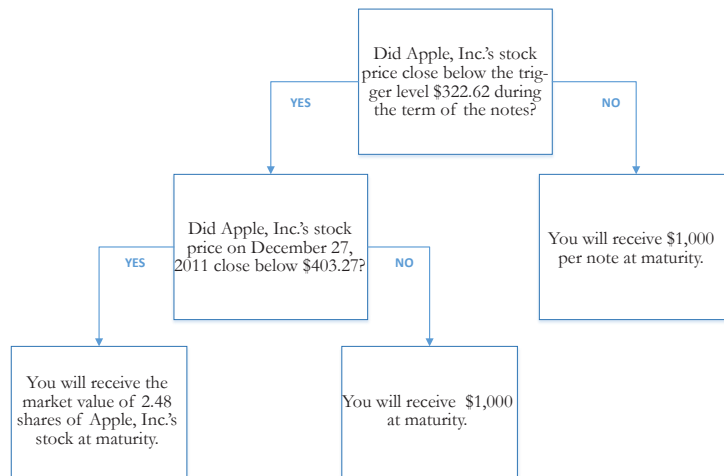 Did Apple, Inc.'s stock
price close below the trig-
ger level $322.62 during
the term of the notes?
YES
NO
Did Apple, Inc.'s stock
price on December 27,
2011 close below $403.27?
You will receive $1,000
per note at maturity.
YES
NO
You will receive the
market value of 2.48
shares of Apple, Inc.'s
stock at maturity.
You will receive $1,000
at maturity.